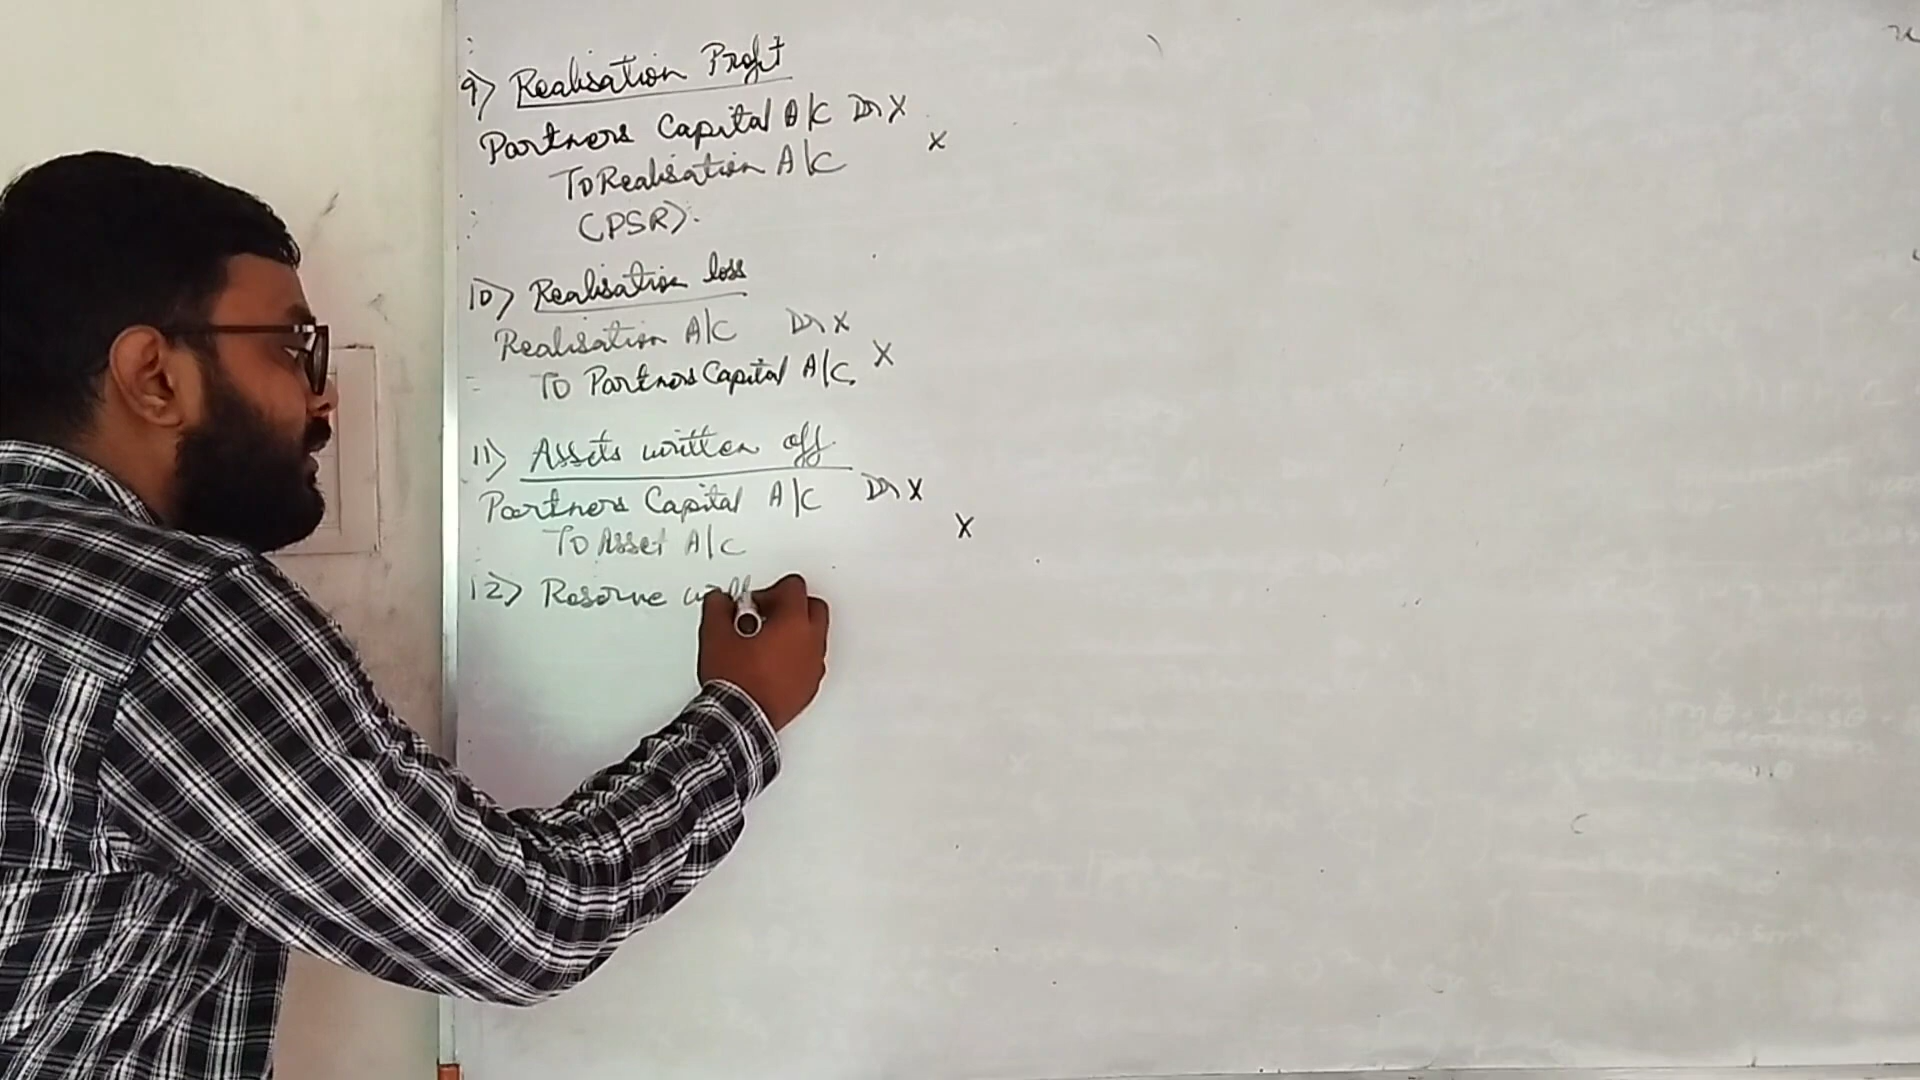 9) Realisation Profit
Partners Capital A/C Dr X
X
To Realisation A/C
(PSR).
10) Realisation loss
Realisation A/C Dr X
To Partners Capital A/C. X
11) Assets written off.
Partners Capital A/C Dr X
To Asset A/C X
12) Reserve